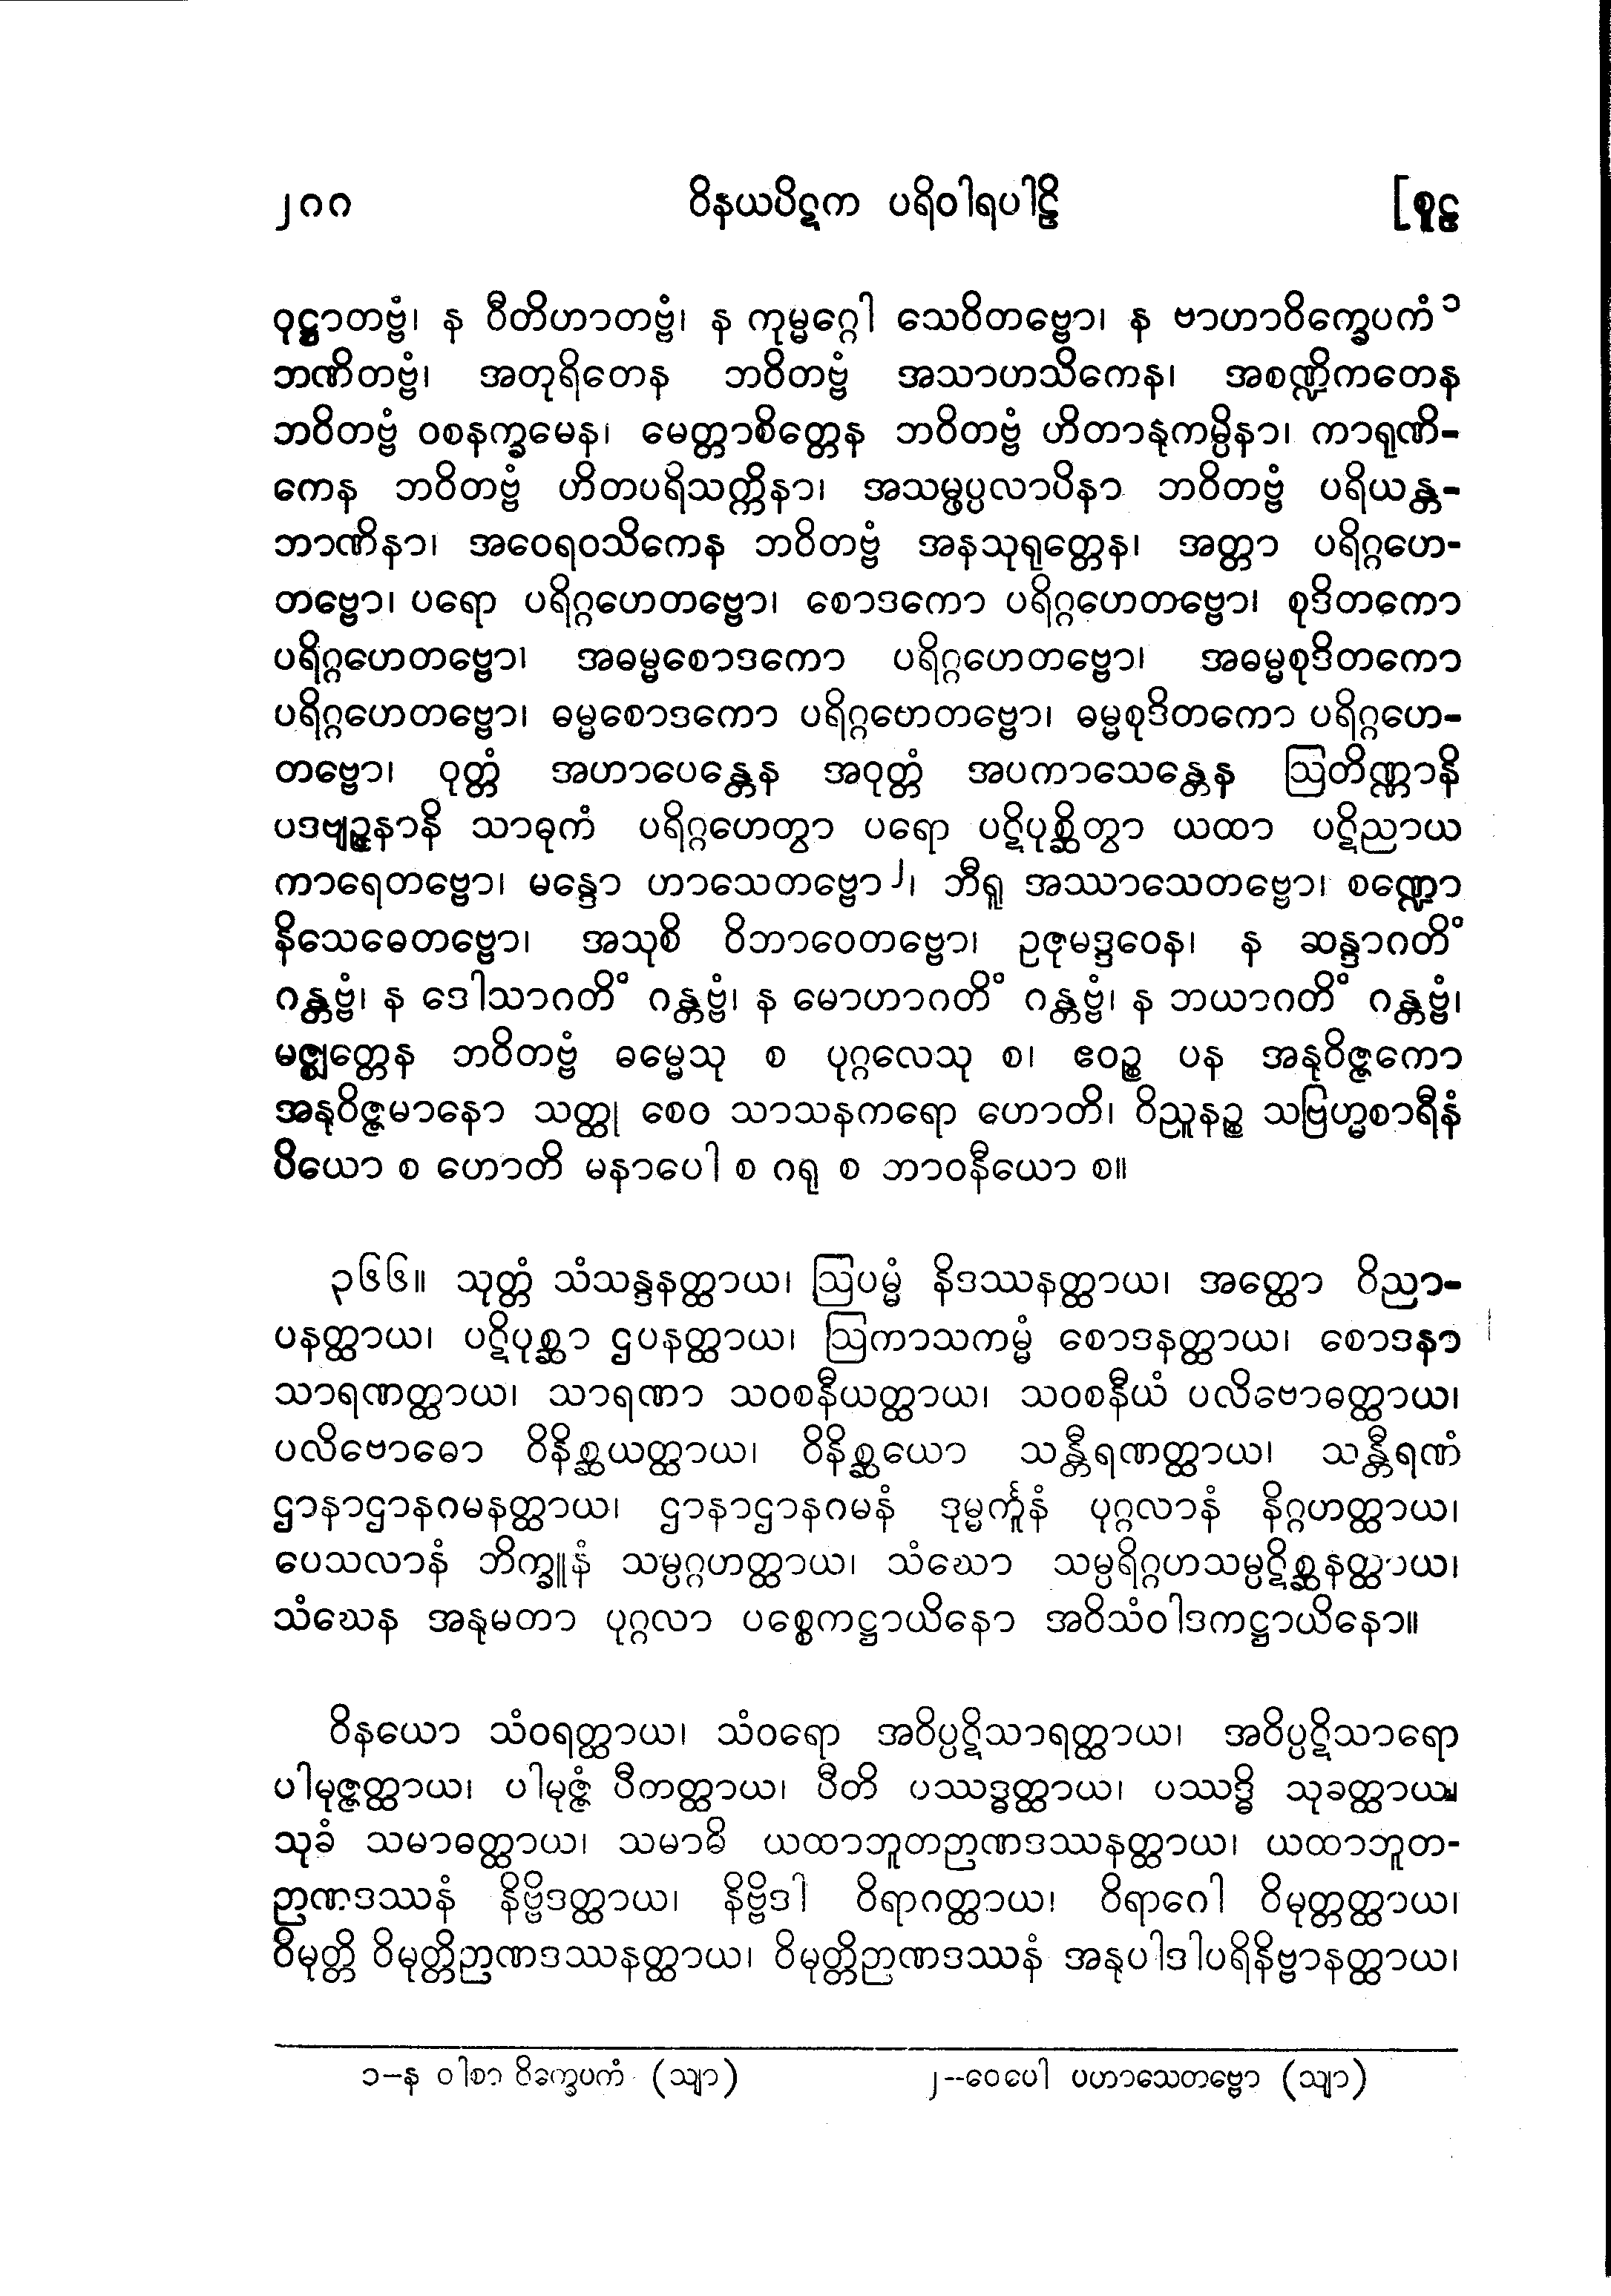 ၂၈၈ ဝိနယပိဋက ပရိဝါရပါဠိ [စူဠ
ဝုဋ္ဌာတဗ္ဗံ၊ န ဝီတိဟာတဗ္ဗံ၊ န ကုမ္မဂ္ဂေါ သေဝိတဗ္ဗော၊ န ဗာဟာဝိက္ခေပကံ ၁
ဘဏိတဗ္ဗံ၊ အတုရိတေန ဘဝိတဗ္ဗံ အသာဟသိကေန၊ အစဏ္ဍိကတေန
ဘဝိတဗ္ဗံ ဝစနက္ခမေန၊ မေတ္တာစိတ္တေန ဘဝိတဗ္ဗံ ဟိတာနုကမ္ပိနာ၊ ကာရုဏိ-
ကေန ဘဝိတဗ္ဗံ ဟိတပရိသက္ကိနာ၊ အသမ္ဖပ္ပလာပိနာ ဘဝိတဗ္ဗံ ပရိယန္တ-
ဘာဏိနာ၊ အဝေရဝသိကေန ဘဝိတဗ္ဗံ အနသုရုတ္တေန၊ အတ္တာ ပရိဂ္ဂဟေ-
တဗ္ဗော၊ ပရော ပရိဂ္ဂဟေတဗ္ဗော၊ စောဒကော ပရိဂ္ဂဟေတဗ္ဗော၊ စုဒိတကော
ပရိဂ္ဂဟေတဗ္ဗော၊ အဓမ္မစောဒကော ပရိဂ္ဂဟေတဗ္ဗော၊ အဓမ္မစုဒိတကော
ပရိဂ္ဂဟေတဗ္ဗော၊ ဓမ္မစောဒကော ပရိဂ္ဂဟေတဗ္ဗော၊ ဓမ္မစုဒိတကော ပရိဂ္ဂဟေ-
တဗ္ဗော၊ ဝုတ္တံ အဟာပေန္တေန အဝုတ္တံ အပကာသေန္တေန ဩတိဏ္ဏာနိ
ပဒဗျဉ္ဇနာနိ သာဓုကံ ပရိဂ္ဂဟေတွာ ပရော ပဋိပုစ္ဆိတွာ ယထာ ပဋိညာယ
ကာရေတဗ္ဗော၊ မန္ဒော ဟာသေတဗ္ဗော ၂၊ ဘီရူ အဿာသေတဗ္ဗော၊ စဏ္ဍော
နိသေဓေတဗ္ဗော၊ အသုစိ ဝိဘာဝေတဗ္ဗော၊ ဥဇုမဒ္ဒဝေန၊ န ဆန္ဒာဂတိံ
ဂန္တဗ္ဗံ၊ န ဒေါသာဂတိံ ဂန္တဗ္ဗံ၊ န မောဟာဂတိံ ဂန္တဗ္ဗံ၊ န ဘယာဂတိံ ဂန္တဗ္ဗံ၊
မဇ္ဈတ္တေန ဘဝိတဗ္ဗံ ဓမ္မေသု စ ပုဂ္ဂလေသု စ၊ ဧဝဉ္စ ပန အနုဝိဇ္ဇကော
အနုဝိဇ္ဇမာနော သတ္ထု စေဝ သာသနကရော ဟောတိ၊ ဝိညူနဉ္စ သဗြဟ္မစာရီနံ
ပိယော စ ဟောတိ မနာပေါ စ ဂရု စ ဘာဝနီယော စ။
၃၆၆။ သုတ္တံ သံသန္ဒနတ္ထာယ၊ ဩပမ္မံ နိဒဿနတ္ထာယ၊ အတ္ထော ဝိညာ-
ပနတ္ထာယ၊ ပဋိပုစ္ဆာ ဌပနတ္ထာယ၊ ဩကာသကမ္မံ စောဒနတ္ထာယ၊ စောဒနာ
သာရဏတ္ထာယ၊ သာရဏာ သဝစနီယတ္ထာယ၊ သဝစနီယံ ပလိဗောဓတ္ထာယ၊
ပလိဗောဓော ဝိနိစ္ဆယတ္ထာယ၊ ဝိနိစ္ဆယော သန္တီရဏတ္ထာယ၊ သန္တီရဏံ
ဌာနာဌာနဂမနတ္ထာယ၊ ဌာနာဌာနဂမနံ ဒုမ္မင်္ကူနံ ပုဂ္ဂလာနံ နိဂ္ဂဟတ္ထာယ၊
ပေသလာနံ ဘိက္ခူနံ သမ္ပဂ္ဂဟတ္ထာယ၊ သံဃော သမ္ပရိဂ္ဂဟသမ္ပဋိစ္ဆနတ္ထာယ၊
သံဃေန အနုမတာ ပုဂ္ဂလာ ပစ္စေကဋ္ဌာယိနော အဝိသံဝါဒကဋ္ဌာယိနော။
ဝိနယော သံဝရတ္ထာယ၊ သံဝရော အဝိပ္ပဋိသာရတ္ထာယ၊ အဝိပ္ပဋိသာရော
ပါမုဇ္ဇတ္ထာယ၊ ပါမုဇ္ဇံ ပီတတ္ထာယ၊ ပီတိ ပဿဒ္ဓတ္ထာယ၊ ပဿဒ္ဓိ သုခတ္ထာယ၊
သုခံ သမာဓတ္ထာယ၊ သမာဓိ ယထာဘူတဉာဏဒဿနတ္ထာယ၊ ယထာဘူတ-
ဉာဏဒဿနံ နိဗ္ဗိဒတ္ထာယ၊ နိဗ္ဗိဒါ ဝိရာဂတ္ထာယ၊ ဝိရာဂေါ ဝိမုတ္တတ္ထာယ၊
ဝိမုတ္တိ ဝိမုတ္တိဉာဏဒဿနတ္ထာယ၊ ဝိမုတ္တိဉာဏဒဿနံ အနုပါဒါပရိနိဗ္ဗာနတ္ထာယ၊
၁-န ဝါစာ ဝိက္ခေပကံ (သျာ) ၂--ဝေပေါ ပဟာသေတဗ္ဗော (သျာ)